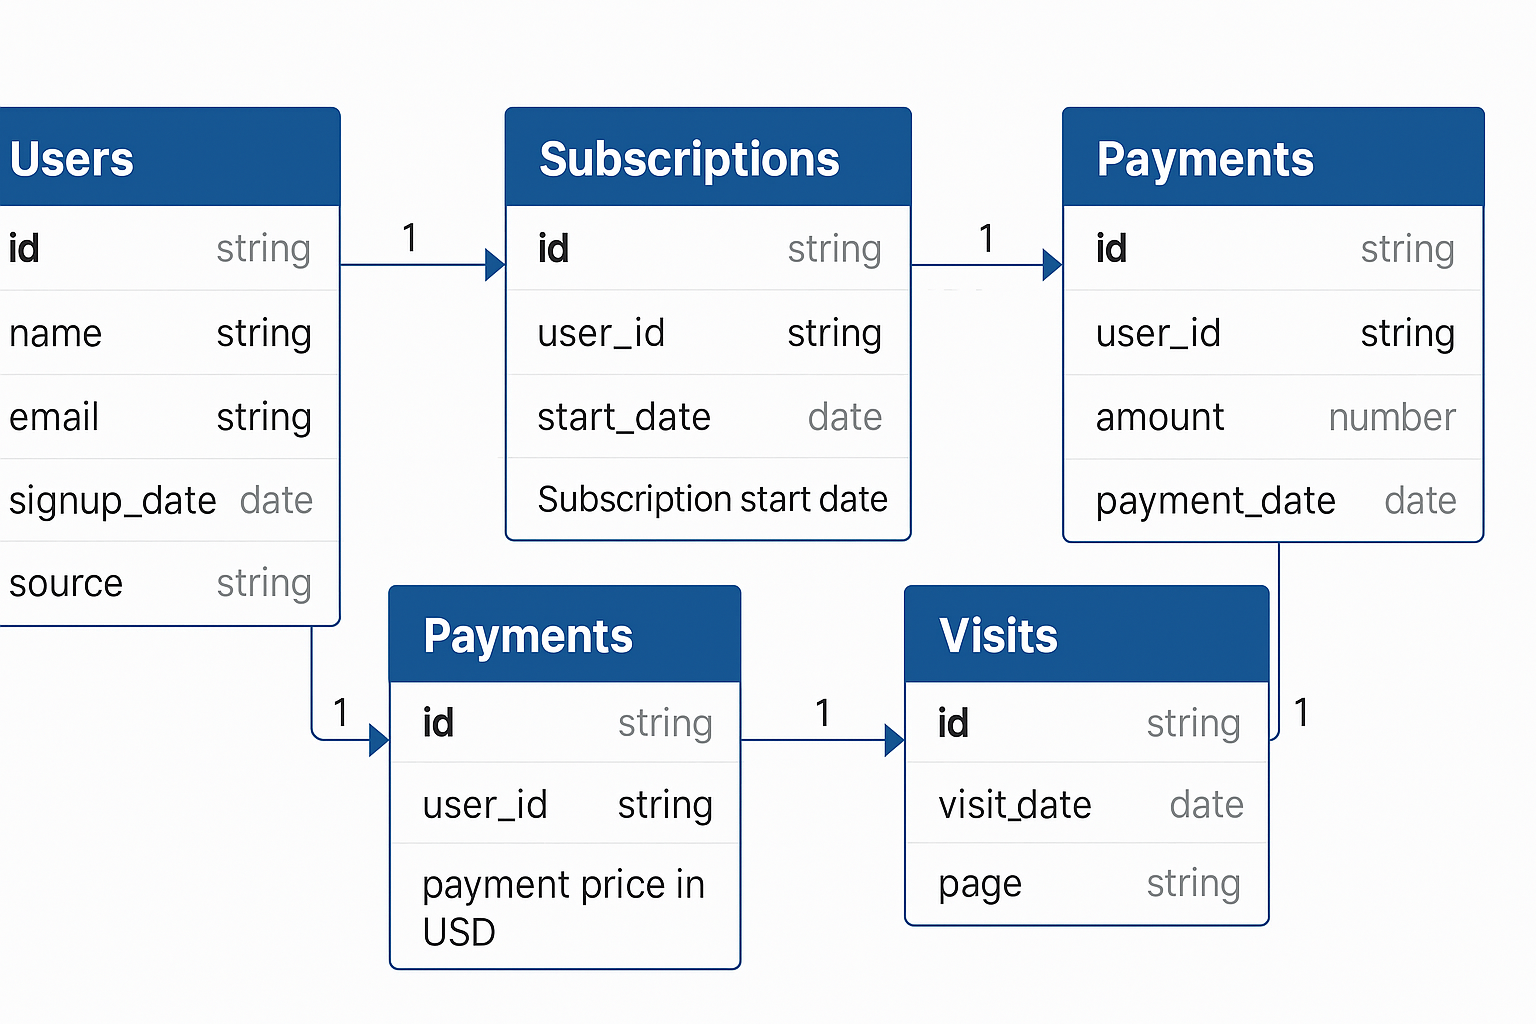 Users
id string
name string
email string
signup_date date
source string
1
Subscriptions
id string
user_id string
start_date date
Subscription start date
1
Payments
id string
user_id string
amount number
payment_date date
1
Payments
id string
user_id string
payment price in
USD
1
Visits
id string
visit_date date
page string
1